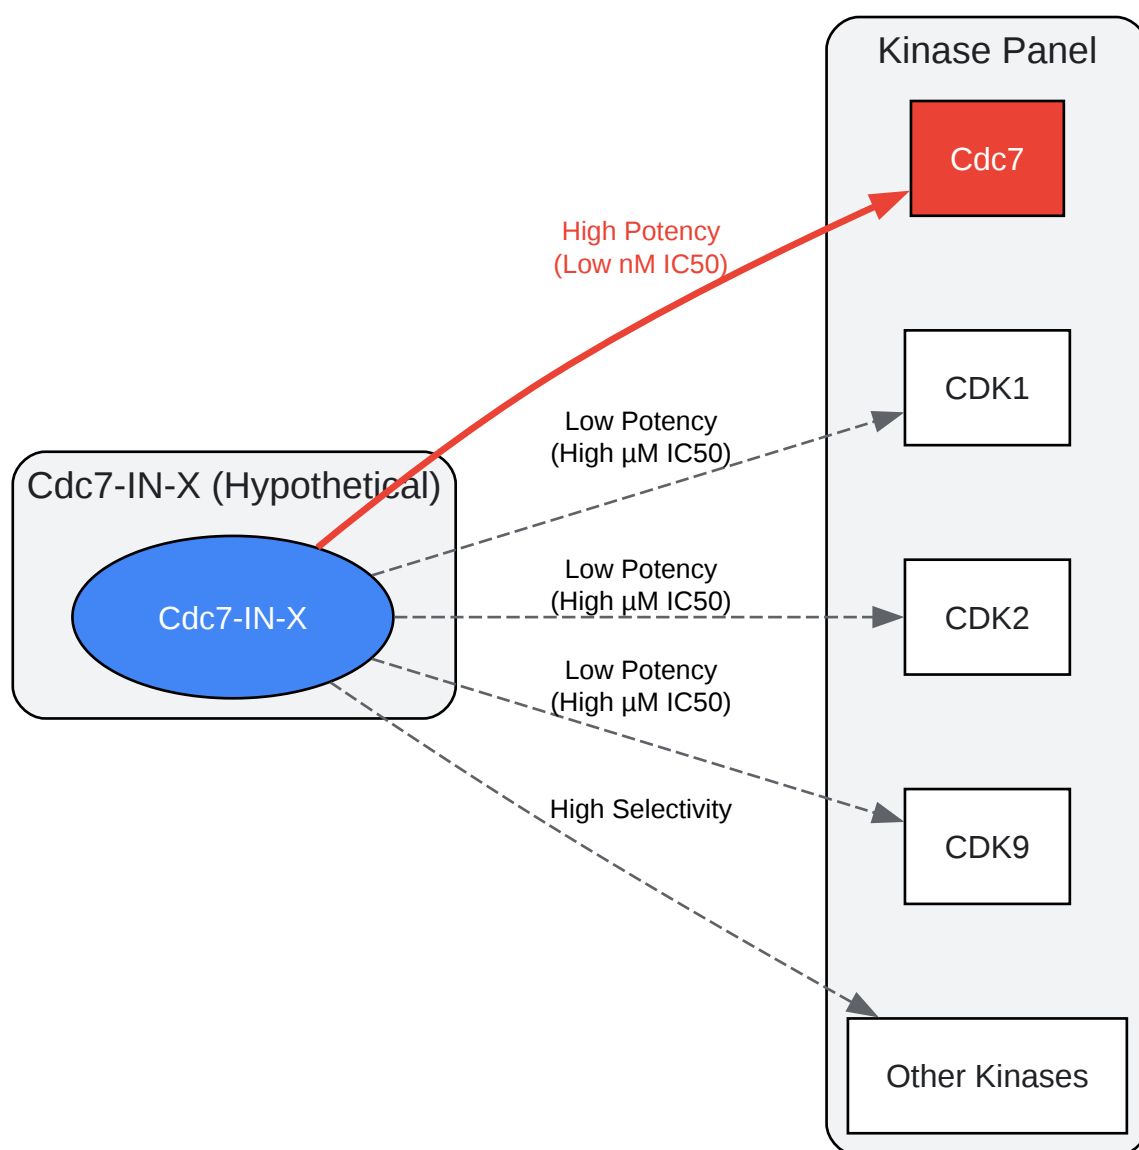 Kinase Panel
Cdc7
High Potency
(Low nM IC50)
CDK1
Low Potency
(High µM IC50)
Cdc7-IN-X (Hypothetical)
Cdc7-IN-X
Low Potency
(High µM IC50)
CDK2
Low Potency
(High µM IC50)
High Selectivity
CDK9
Other Kinases